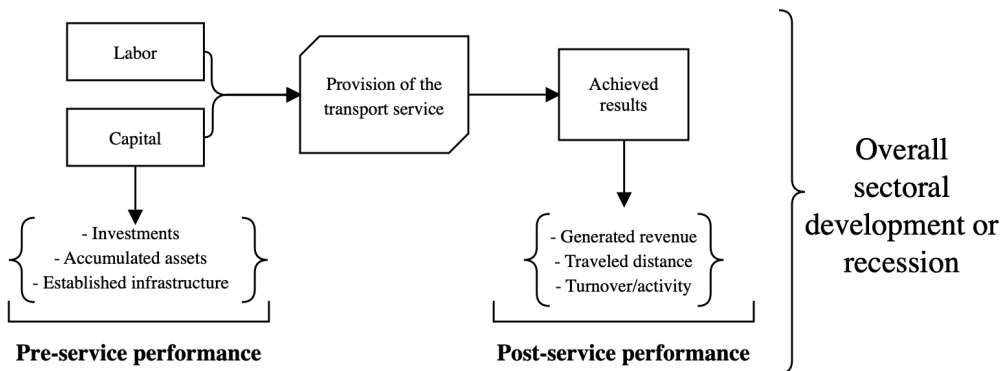 Labor
Capital
Provision of the
transport service
Achieved
results
- Investments
- Accumulated assets
- Established infrastructure
- Generated revenue
- Traveled distance
- Turnover/activity
Pre-service performance
Post-service performance
Overall
sectoral
development or
recession